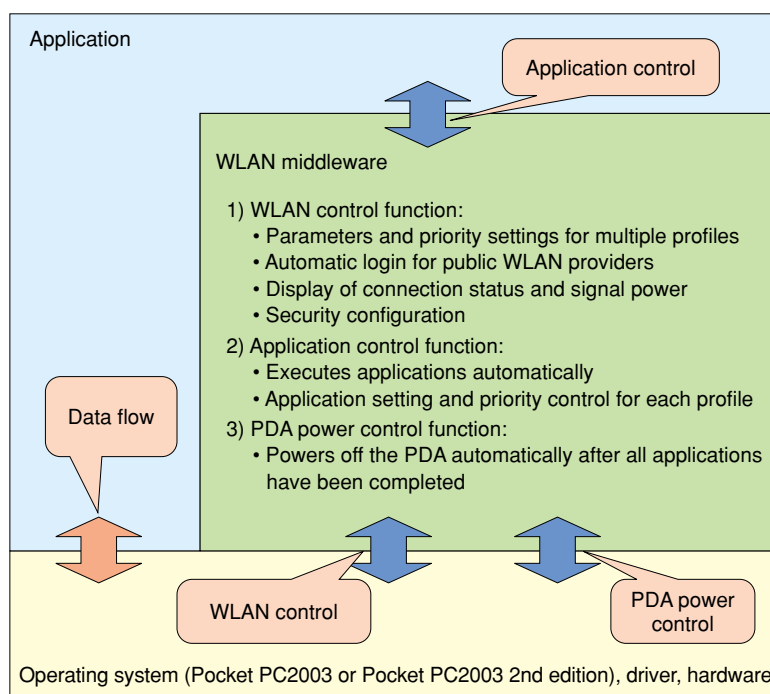 Application
Application control
WLAN middleware
1) WLAN control function:
• Parameters and priority settings for multiple profiles
• Automatic login for public WLAN providers
• Display of connection status and signal power
• Security configuration
2) Application control function:
• Executes applications automatically
• Application setting and priority control for each profile
3) PDA power control function:
• Powers off the PDA automatically after all applications
have been completed
Data flow
WLAN control
PDA power
control
Operating system (Pocket PC2003 or Pocket PC2003 2nd edition), driver, hardware